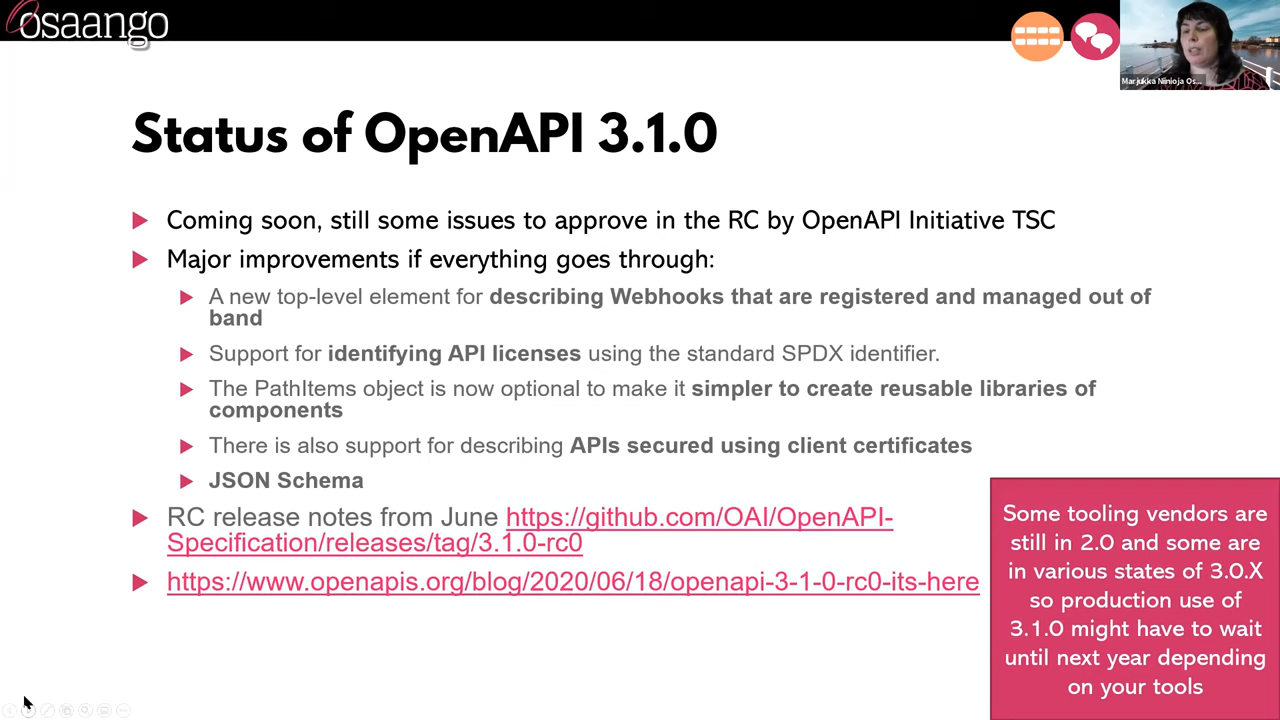 osaango
Marjukka Niinioja Os...
Status of OpenAPI 3.1.0
Coming soon, still some issues to approve in the RC by OpenAPI Initiative TSC
Major improvements if everything goes through:
A new top-level element for describing Webhooks that are registered and managed out of
band
Support for identifying API licenses using the standard SPDX identifier.
The PathItems object is now optional to make it simpler to create reusable libraries of
components
There is also support for describing APIs secured using client certificates
JSON Schema
RC release notes from June https://github.com/OAI/OpenAPI-
Specification/releases/tag/3.1.0-rc0
https://www.openapis.org/blog/2020/06/18/openapi-3-1-0-rc0-its-here
Some tooling vendors are
still in 2.0 and some are
in various states of 3.0.X
so production use of
3.1.0 might have to wait
until next year depending
on your tools